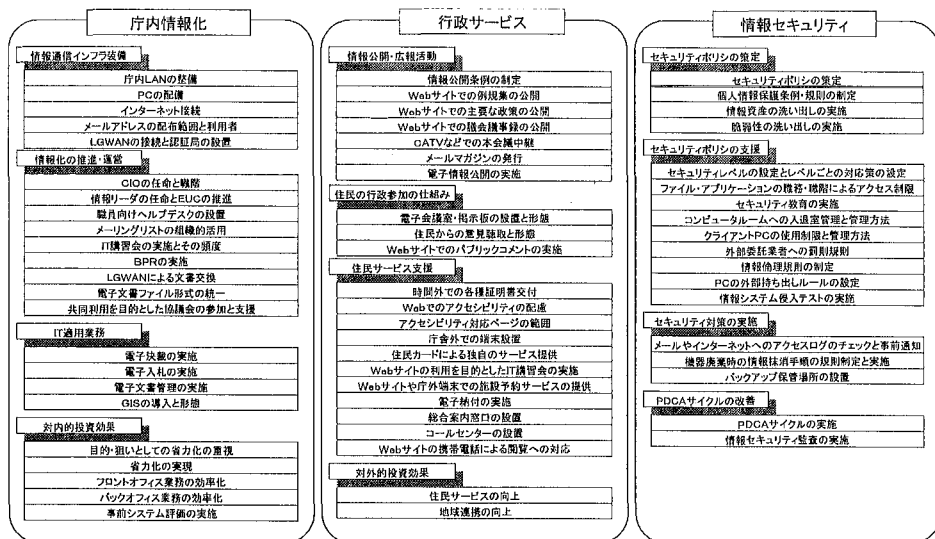 庁内情報化
情報通信インフラ装備
庁内LANの整備
PCの配備
インターネット接続
メールアドレスの配布範囲と利用者
LGWANの接続と認証局の設置
情報化の推進・運営
CIOの任命と職階
情報リーダの任命とEUCの推進
職員向けヘルプデスクの設置
メーリングリストの組織的活用
IT講習会の実施とその頻度
BPRの実施
LGWANによる文書交換
電子文書ファイル形式の統一
共同利用を目的とした協議会の参加と支援
IT適用業務
電子決裁の実施
電子入札の実施
電子文書管理の実施
GISの導入と形態
対内的投資効果
目的・狙いとしての省力化の重視
省力化の実現
フロントオフィス業務の効率化
バックオフィス業務の効率化
事前システム評価の実施
行政サービス
情報公開・広報活動
情報公開条例の制定
Webサイトでの例規集の公開
Webサイトでの主要な政策の公開
Webサイトでの議会議事録の公開
CATVなどでの本会議中継
メールマガジンの発行
電子情報公開の実施
住民の行政参加の仕組み
電子会議室・掲示板の設置と形態
住民からの意見聴取と形態
Webサイトでのパブリックコメントの実施
住民サービス支援
時間外での各種証明書交付
Webでのアクセシビリティの配慮
アクセシビリティ対応ページの範囲
庁舎外での端末設置
住民カードによる独自のサービス提供
Webサイトの利用を目的としたIT講習会の実施
Webサイトや庁外端末での施設予約サービスの提供
電子納付の実施
総合案内窓口の設置
コールセンターの設置
Webサイトの携帯電話による閲覧への対応
対外的投資効果
住民サービスの向上
地域連携の向上
情報セキュリティ
セキュリティポリシの策定
セキュリティポリシの策定
個人情報保護条例・規則の制定
情報資産の洗い出しの実施
脆弱性の洗い出しの実施
セキュリティポリシの支援
セキュリティレベルの設定とレベルごとの対応策の設定
ファイル・アプリケーションの職務・職階によるアクセス制限
セキュリティ教育の実施
コンピュータルームへの入退室管理と管理方法
クライアントPCの使用制限と管理方法
外部委託業者への罰則規則
情報倫理規則の制定
PCの外部持ち出しルールの設定
情報システム侵入テストの実施
セキュリティ対策の実施
メールやインターネットへのアクセスログのチェックと事前通知
機器廃棄時の情報抹消手順の規則制定と実施
バックアップ保管場所の設置
PDCAサイクルの改善
PDCAサイクルの実施
情報セキュリティ監査の実施